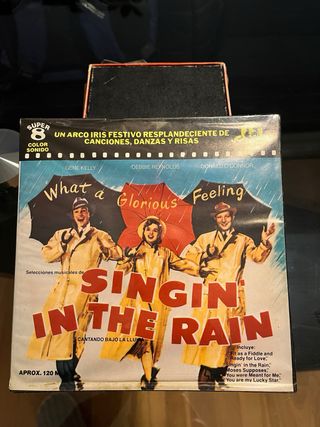 SUPER
8
COLOR
SONIDO
UN ARCO IRIS FESTIVO RESPLANDECIENTE DE
CANCIONES, DANZAS Y RISAS
GENE KELLY DEBBIE REYNOLDS DONALD O'CONNOR
What a Glorious Feeling
Selecciones musicales de
SINGIN'
IN THE RAIN
CANTANDO BAJO LA
Incluye:
Fit as a Fiddle and
Ready for Love,
Singin' in the Rain,
Moses Supposes,
You were Meant for Me,
You are my Lucky Star.
APROX. 120